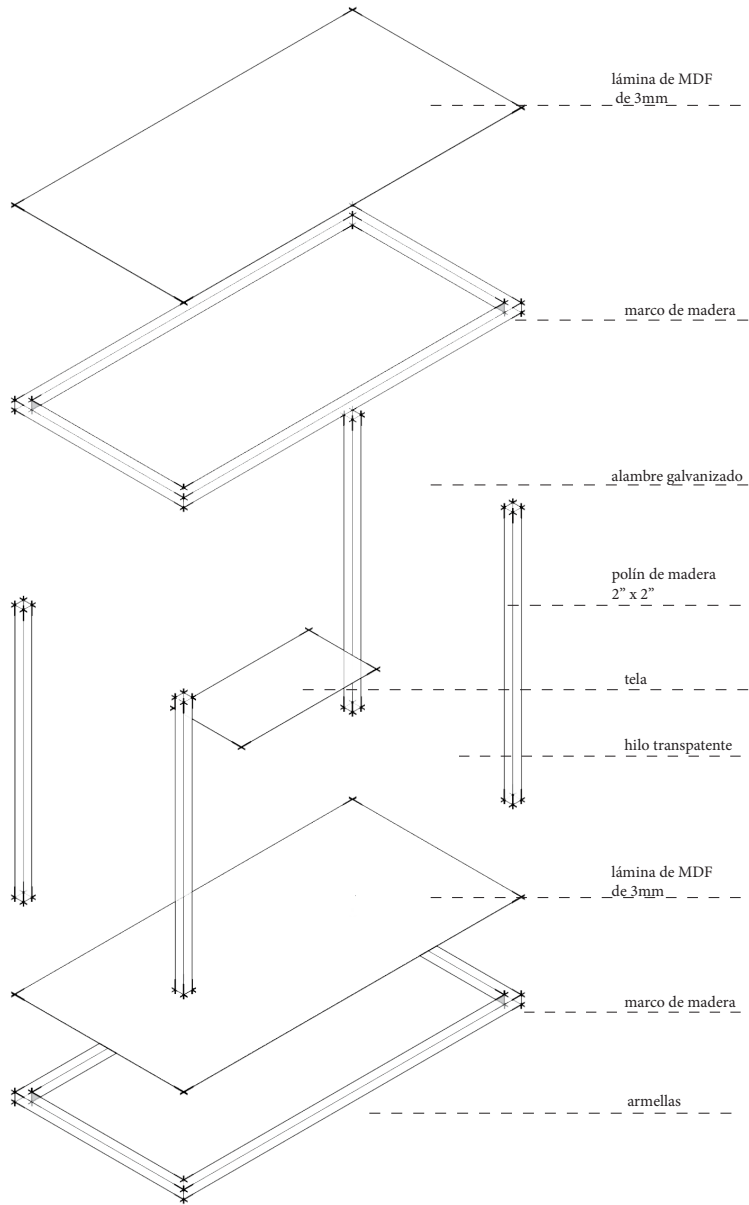 lámina de MDF
de 3mm
marco de madera
alambre galvanizado
polín de madera
2” x 2”
tela
hilo transpatente
lámina de MDF
de 3mm
marco de madera
armellas